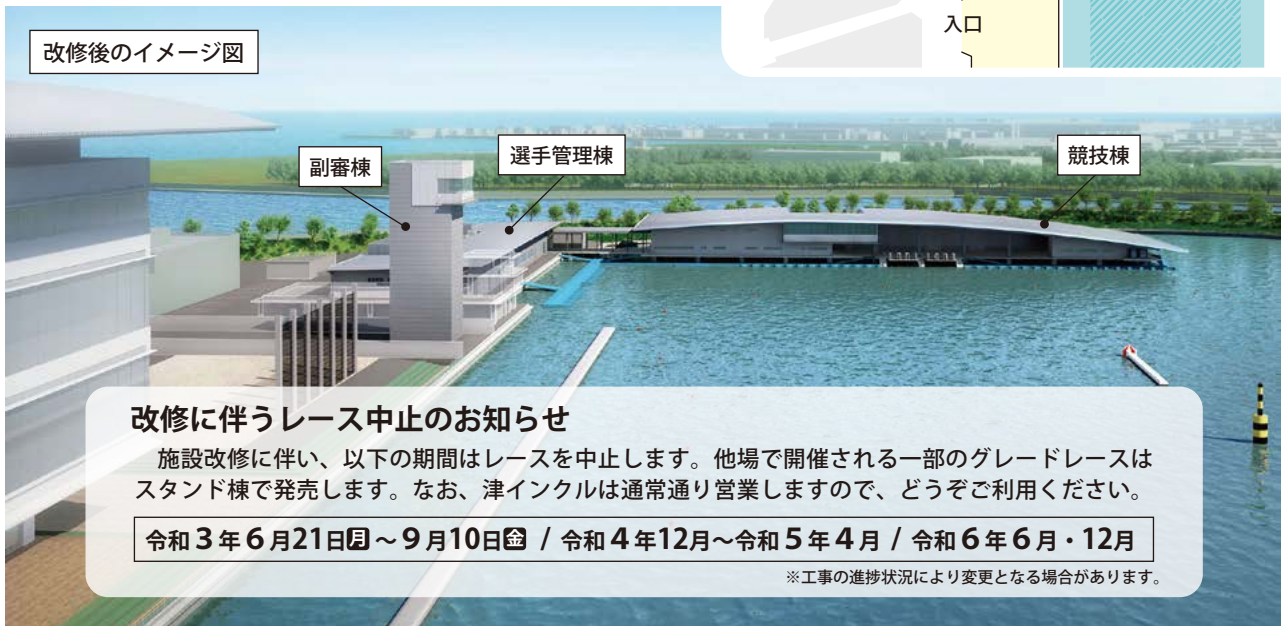 入口
改修後のイメージ図
副審棟
選手管理棟
競技棟
改修に伴うレース中止のお知らせ
施設改修に伴い、以下の期間はレースを中止します。他場で開催される一部のグレードレースは
スタンド棟で発売します。なお、津インクルは通常通り営業しますので、どうぞご利用ください。
令和3年6月21日月~9月10日金 / 令和4年12月~令和5年4月 / 令和6年6月・12月
※工事の進捗状況により変更となる場合があります。